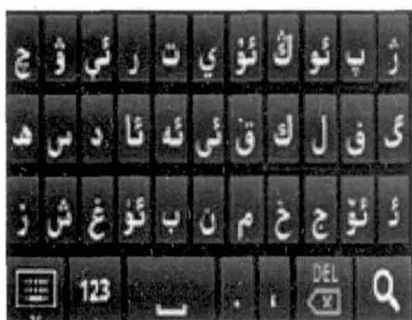 ژ پ ئو ڭ ئۇ ي ت ر ئې ۋ چ
گ ف ل ك ق ئى ئە ئا د س ھ
ئ ئۆ ج خ م ن ب ئۈ غ ش ز
123 . ، DEL